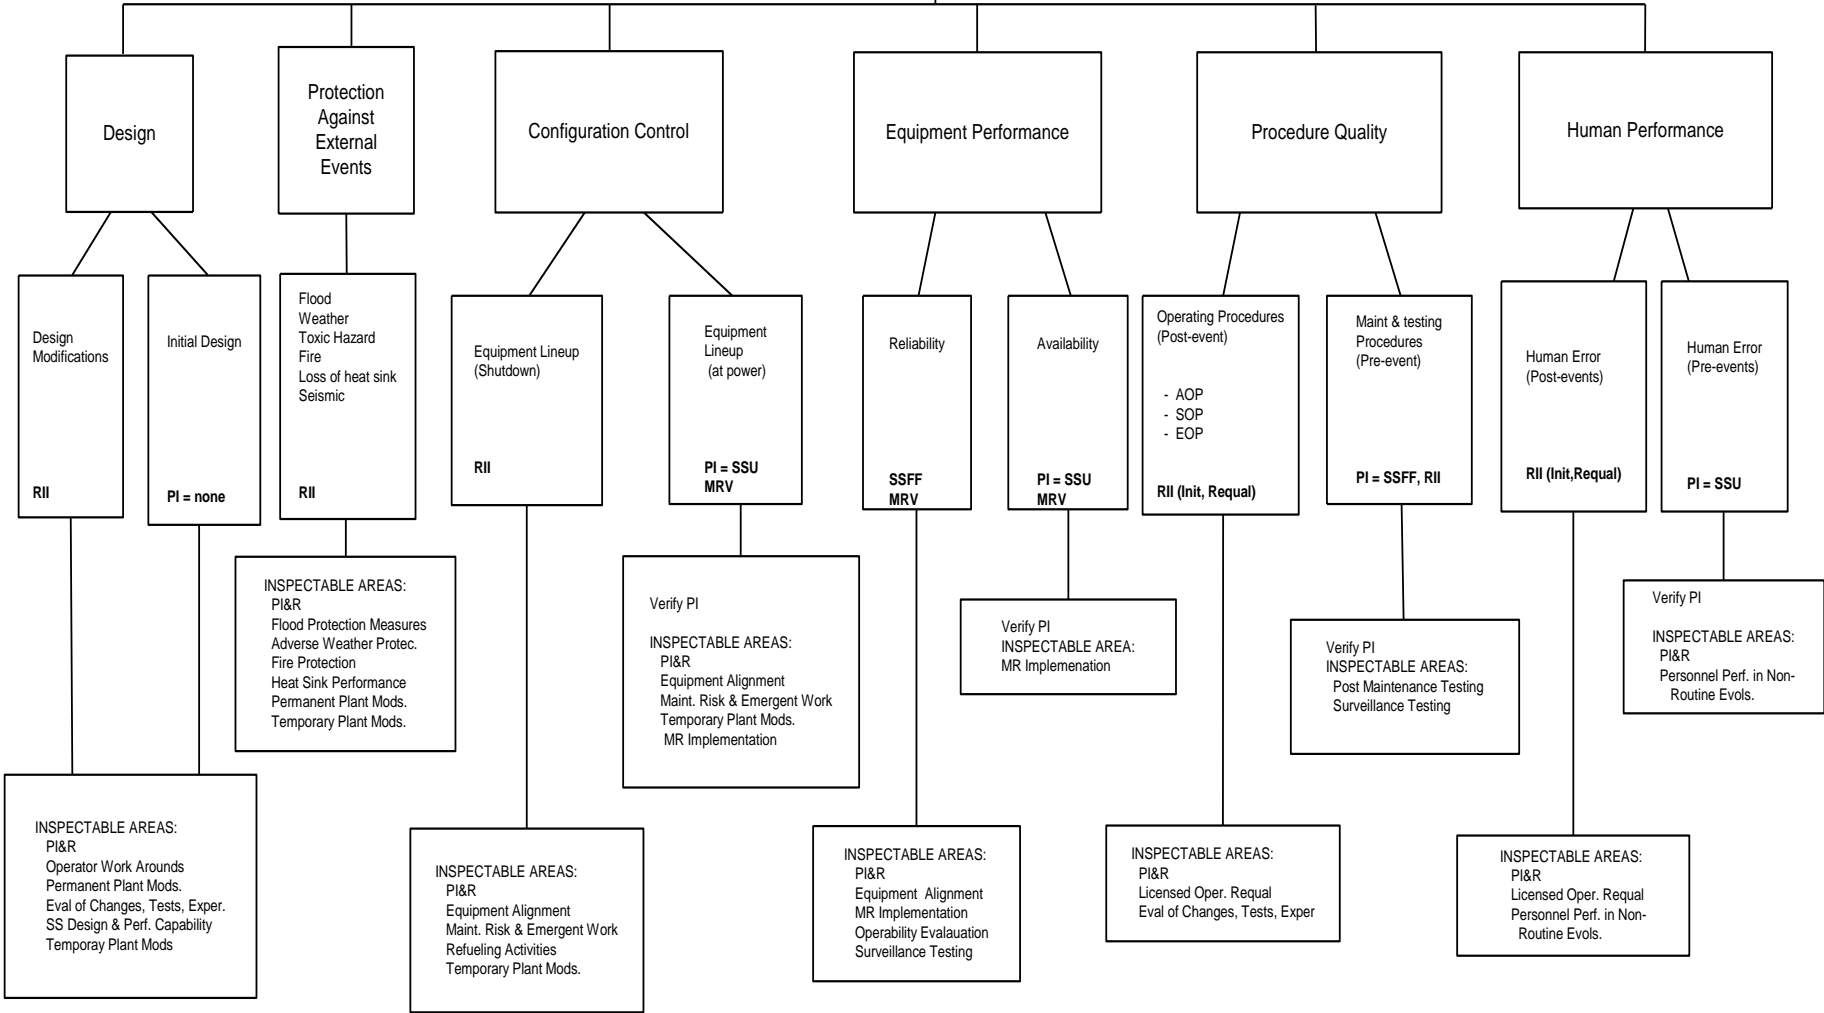 Design
Protection
Against
External
Events
Configuration Control
Equipment Performance
Procedure Quality
Human Performance
Design
Modifications
RII
Initial Design
PI = none
Flood
Weather
Toxic Hazard
Fire
Loss of heat sink
Seismic
RII
Equipment Lineup
(Shutdown)
RII
Equipment
Lineup
(at power)
PI = SSU
MRV
Reliability
SSFF
MRV
Availability
PI = SSU
MRV
Operating Procedures
(Post-event)
- AOP
- SOP
- EOP
RII (Init, Requal)
Maint & testing
Procedures
(Pre-event)
PI = SSFF, RII
Human Error
(Post-events)
RII (Init,Requal)
Human Error
(Pre-events)
PI = SSU
INSPECTABLE AREAS:
PI&R
Flood Protection Measures
Adverse Weather Protec.
Fire Protection
Heat Sink Performance
Permanent Plant Mods.
Temporary Plant Mods.
Verify PI
INSPECTABLE AREAS:
PI&R
Equipment Alignment
Maint. Risk & Emergent Work
Temporary Plant Mods.
MR Implementation
Verify PI
INSPECTABLE AREA:
MR Implemenation
Verify PI
INSPECTABLE AREAS:
Post Maintenance Testing
Surveillance Testing
Verify PI
INSPECTABLE AREAS:
PI&R
Personnel Perf. in Non-
Routine Evols.
INSPECTABLE AREAS:
PI&R
Operator Work Arounds
Permanent Plant Mods.
Eval of Changes, Tests, Exper.
SS Design & Perf. Capability
Temporay Plant Mods
INSPECTABLE AREAS:
PI&R
Equipment Alignment
Maint. Risk & Emergent Work
Refueling Activities
Temporary Plant Mods.
INSPECTABLE AREAS:
PI&R
Equipment Alignment
MR Implementation
Operability Evalauation
Surveillance Testing
INSPECTABLE AREAS:
PI&R
Licensed Oper. Requal
Eval of Changes, Tests, Exper
INSPECTABLE AREAS:
PI&R
Licensed Oper. Requal
Personnel Perf. in Non-
Routine Evols.